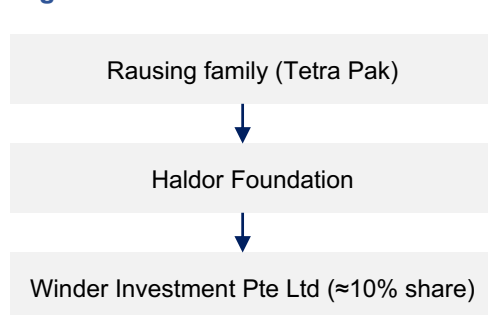 Rausing family (Tetra Pak)
Haldor Foundation
Winder Investment Pte Ltd (≈10% share)